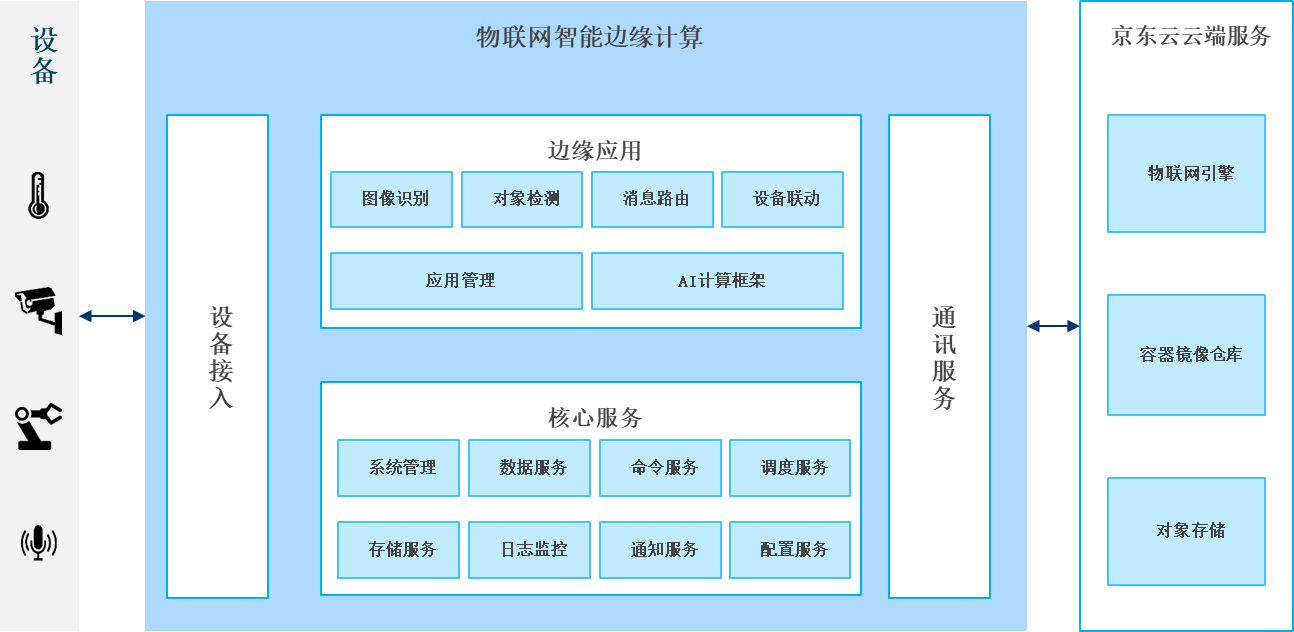 设备
物联网智能边缘计算
京东云云端服务
设备接入
边缘应用
图像识别
对象检测
消息路由
设备联动
应用管理
AI计算框架
核心服务
系统管理
数据服务
命令服务
调度服务
存储服务
日志监控
通知服务
配置服务
通讯服务
物联网引擎
容器镜像仓库
对象存储